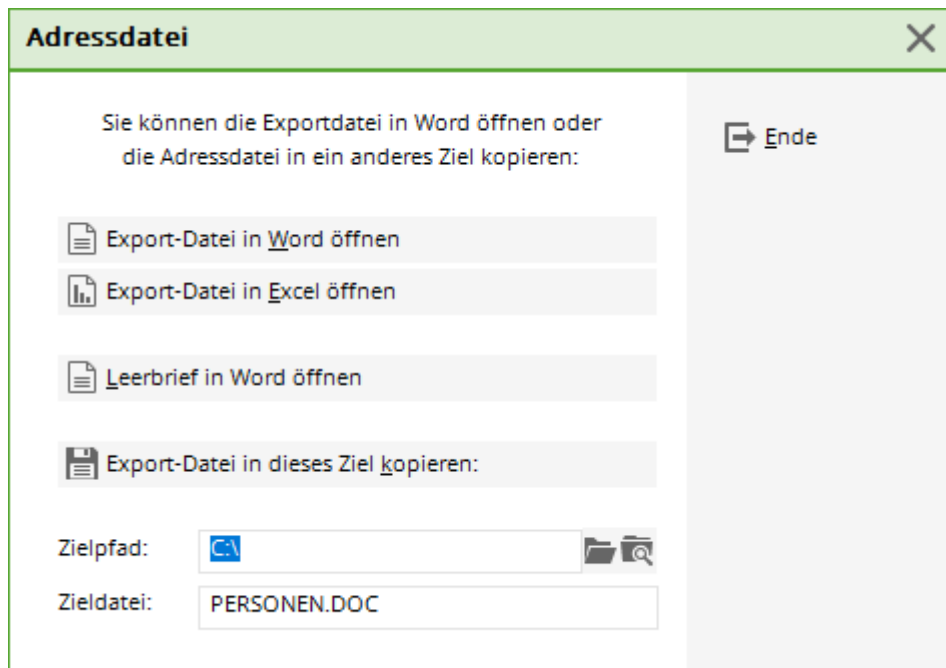 Adressdatei
Sie können die Exportdatei in Word öffnen oder
die Adressdatei in ein anderes Ziel kopieren:
Ende
Export-Datei in Word öffnen
Export-Datei in Excel öffnen
Leerbrief in Word öffnen
Export-Datei in dieses Ziel kopieren:
Zielpfad: C:\
Zieldatei: PERSONEN.DOC